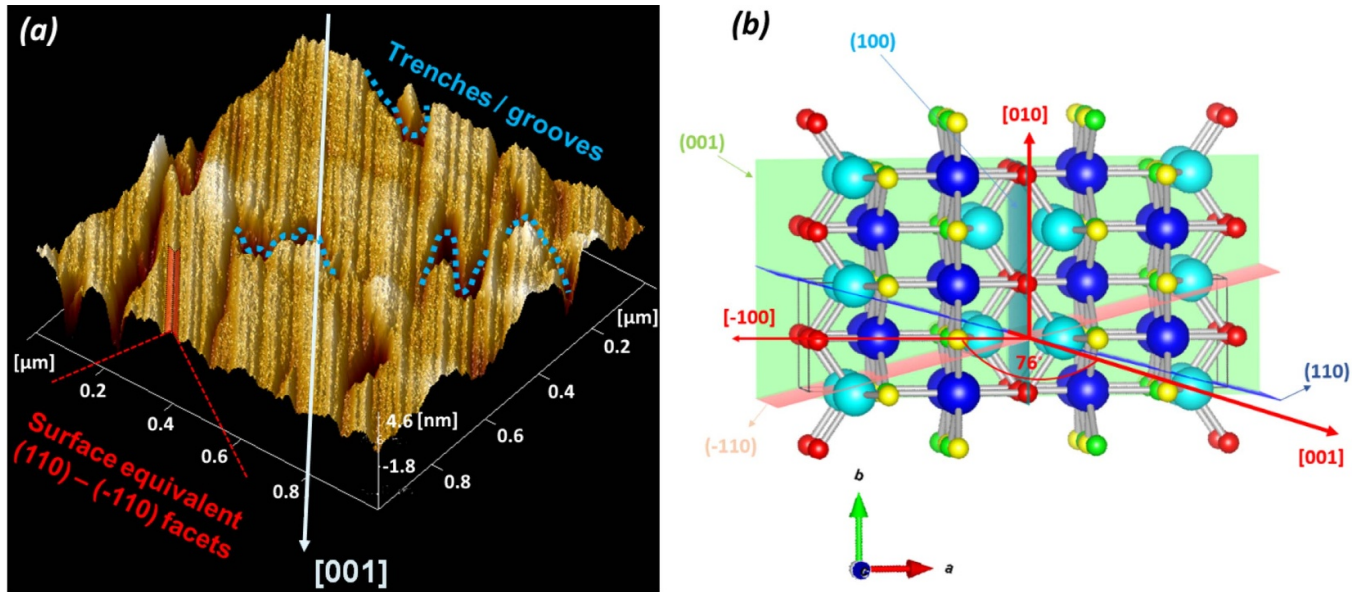 (a)
Trenches / grooves
[μm]
0.2
0.4
0.6
0.8
[μm]
0.2
0.4
0.6
0.8
4.6 [nm]
-1.8
Surface equivalent
(110) – (-110) facets
[001]
(b)
(100)
[010]
(001)
[-100]
76°
(110)
(-110)
[001]
b
a